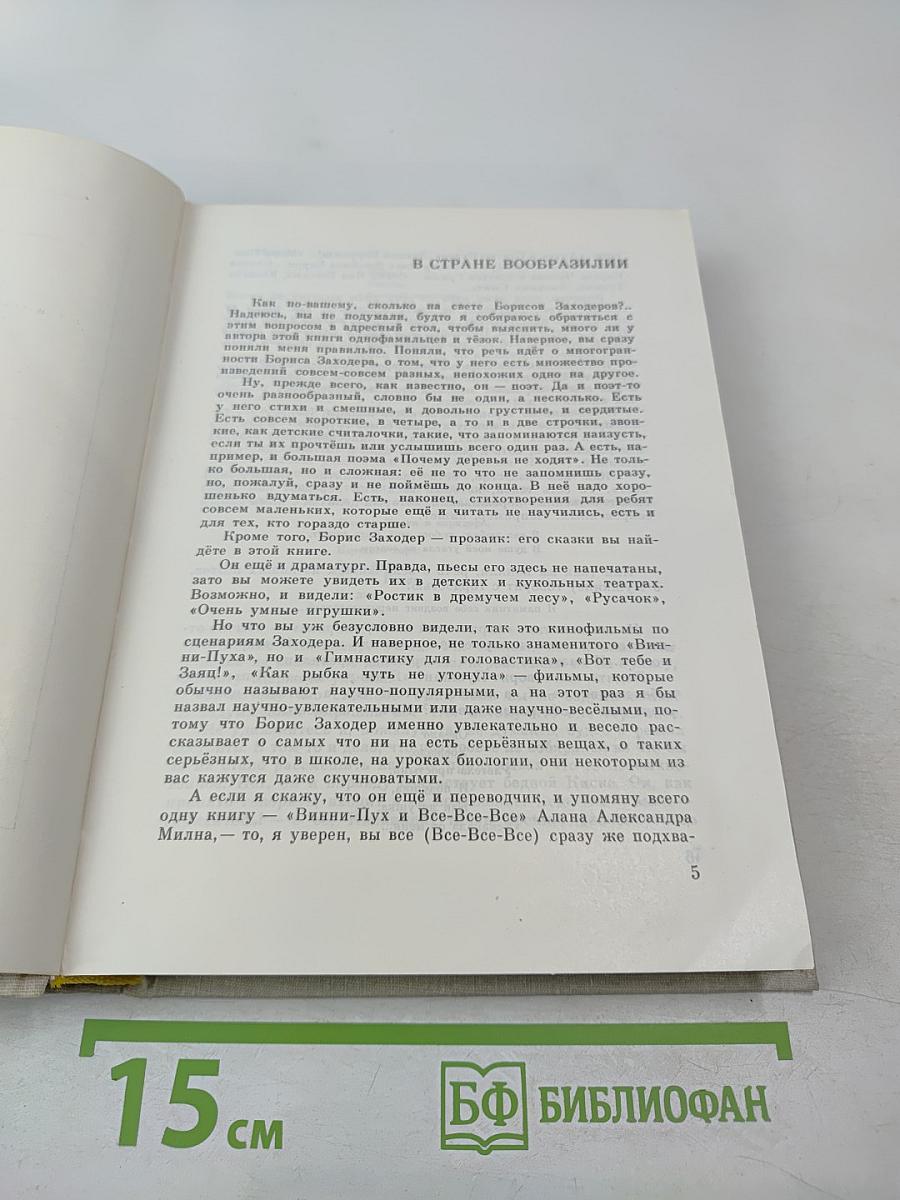 В СТРАНЕ ВООБРАЗИЛИИ
Как по-вашему, сколько на свете Борисов Заходеров?..
Надеюсь, вы не подумали, будто я собираюсь обратиться с
этим вопросом в адресный стол, чтобы выяснить, много ли у
автора этой книги однофамильцев и тёзок. Наверное, вы сразу
поняли меня правильно. Поняли, что речь идёт о многогран-
ности Бориса Заходера, о том, что у него есть множество про-
изведений совсем-совсем разных, непохожих одно на другое.
Ну, прежде всего, как известно, он — поэт. Да и поэт-то
очень разнообразный, словно бы не один, а несколько. Есть
у него стихи и смешные, и довольно грустные, и сердитые.
Есть совсем короткие, в четыре, а то и в две строчки, звон-
кие, как детские считалочки, такие, что запоминаются наизусть,
если ты их прочтёшь или услышишь всего один раз. А есть, на-
пример, и большая поэма «Почему деревья не ходят». Не толь-
ко большая, но и сложная: её не то что не запомнишь сразу,
но, пожалуй, сразу и не поймёшь до конца. В неё надо хоро-
шенько вдуматься. Есть, наконец, стихотворения для ребят
совсем маленьких, которые ещё и читать не научились, есть и
для тех, кто гораздо старше.
Кроме того, Борис Заходер — прозаик: его сказки вы най-
дёте в этой книге.
Он ещё и драматург. Правда, пьесы его здесь не напечатаны,
зато вы можете увидеть их в детских и кукольных театрах.
Возможно, и видели: «Ростик в дремучем лесу», «Русачок»,
«Очень умные игрушки».
Но что вы уж безусловно видели, так это кинофильмы по
сценариям Заходера. И наверное, не только знаменитого «Вин-
ни-Пуха», но и «Гимнастику для головастика», «Вот тебе и
Заяц!», «Как рыбка чуть не утонула» — фильмы, которые
обычно называют научно-популярными, а на этот раз я бы
назвал научно-увлекательными или даже научно-весёлыми, по-
тому что Борис Заходер именно увлекательно и весело рас-
сказывает о самых что ни на есть серьёзных вещах, о таких
серьёзных, что в школе, на уроках биологии, они некоторым из
вас кажутся даже скучноватыми.
А если я скажу, что он ещё и переводчик, и упомяну всего
одну книгу — «Винни-Пух и Все-Все-Все» Алана Александра
Милна,— то, я уверен, вы все (Все-Все-Все) сразу же подхва-
5
15 см
БФ БИБЛИОФАН